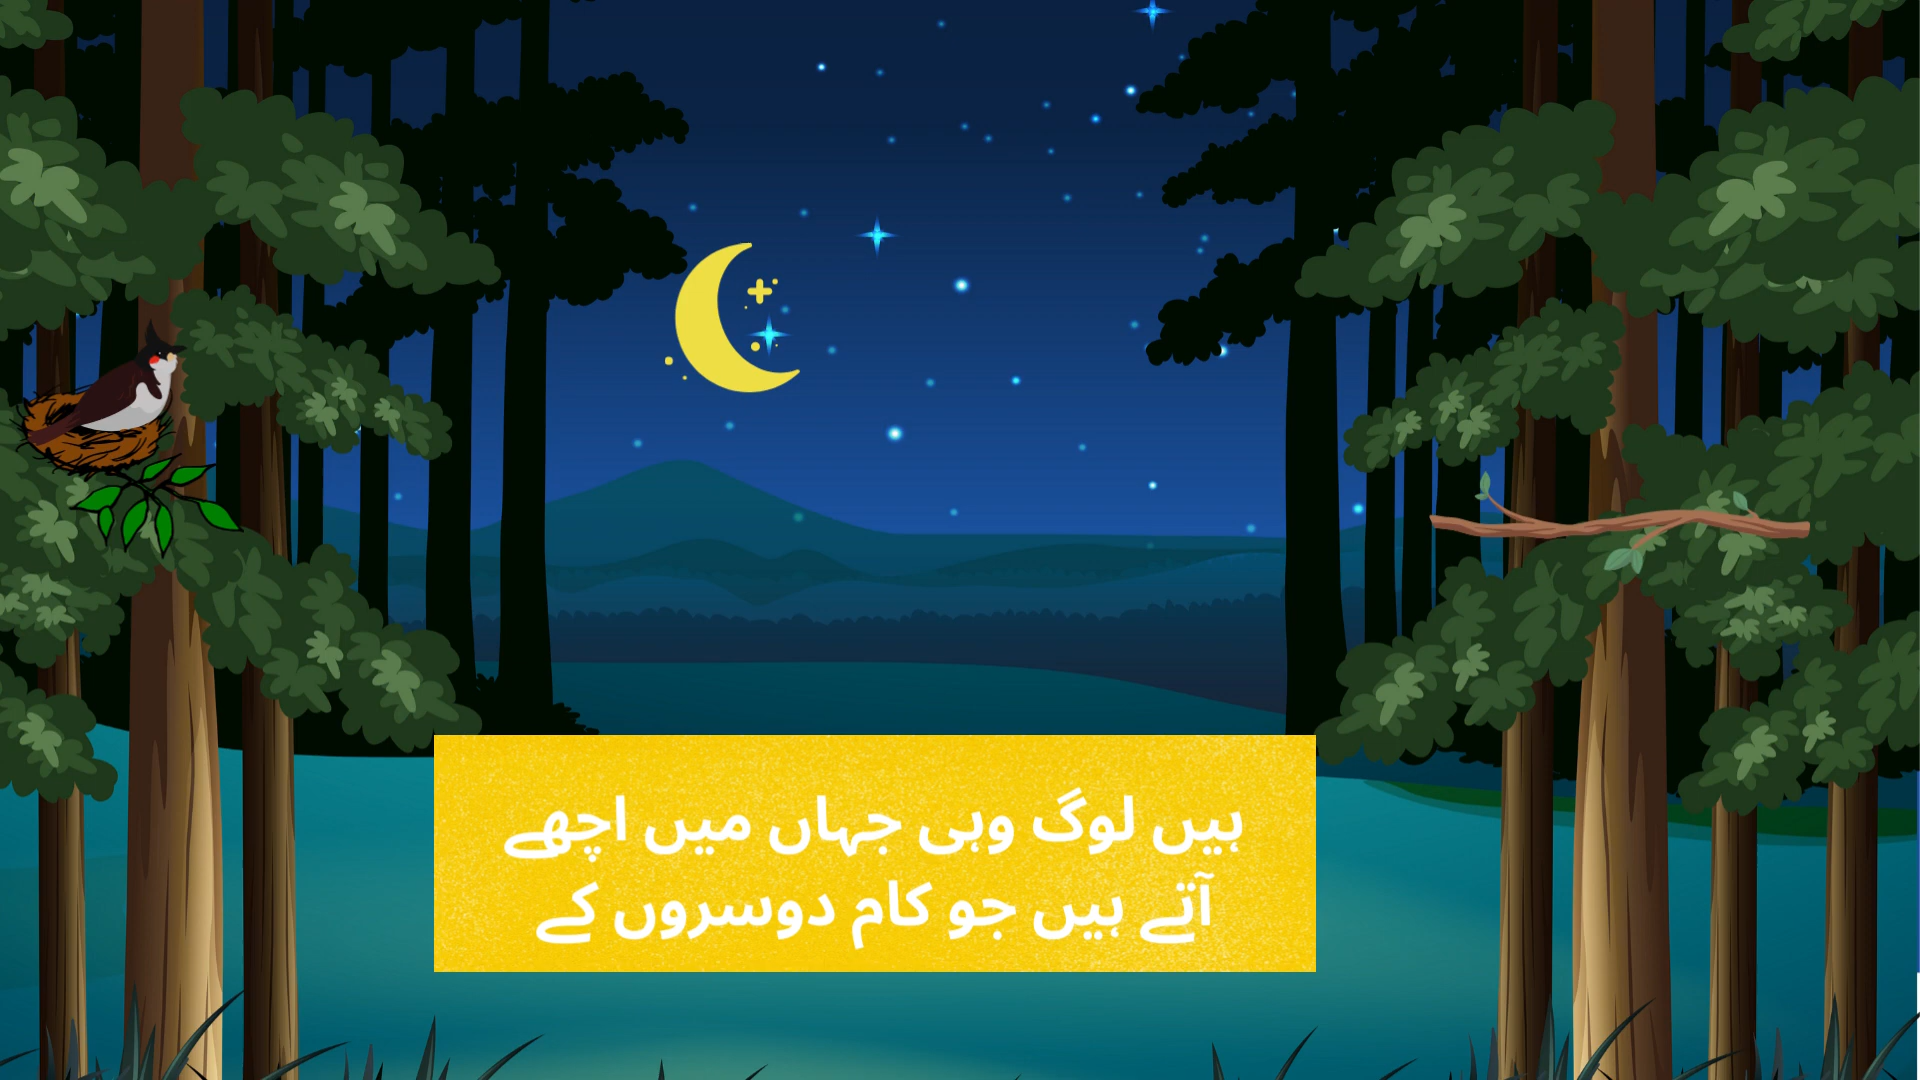 ہیں لوگ وہی جہاں میں اچھے
آتے ہیں جو کام دوسروں کے